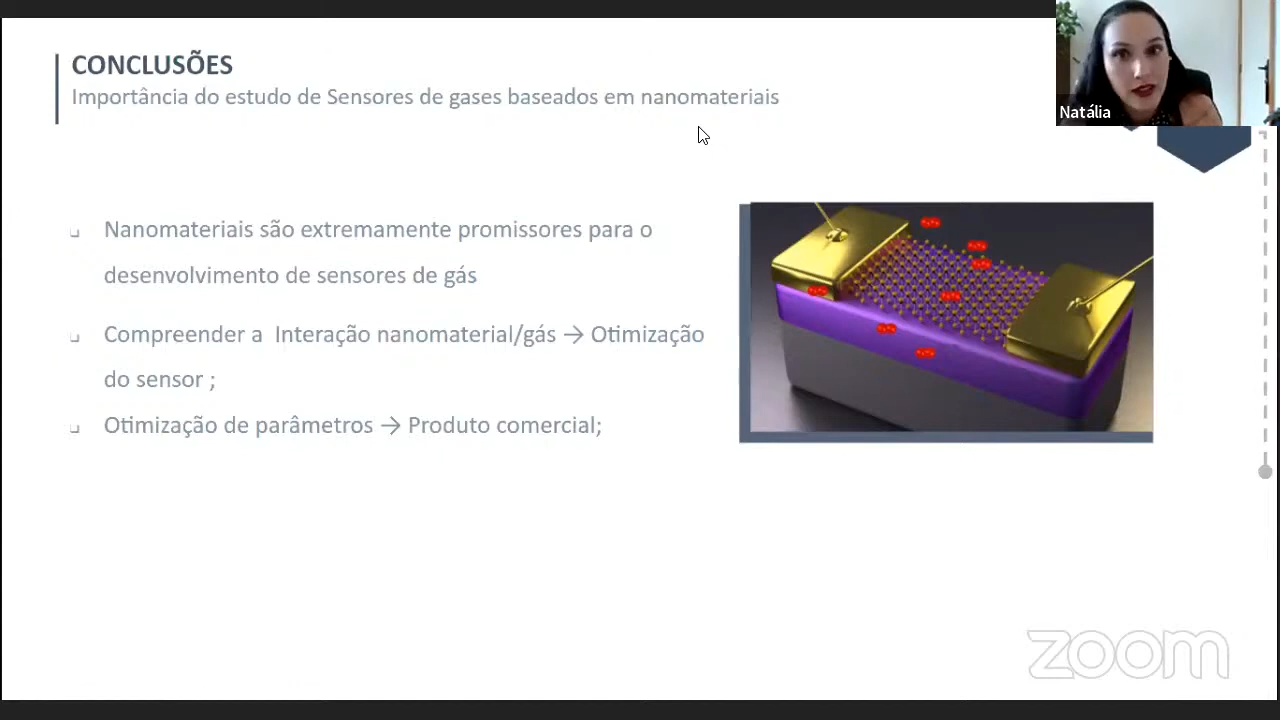 CONCLUSÕES
Importância do estudo de Sensores de gases baseados em nanomateriais
Natália
Nanomateriais são extremamente promissores para o
desenvolvimento de sensores de gás
Compreender a Interação nanomaterial/gás → Otimização
do sensor ;
Otimização de parâmetros → Produto comercial;
zoom